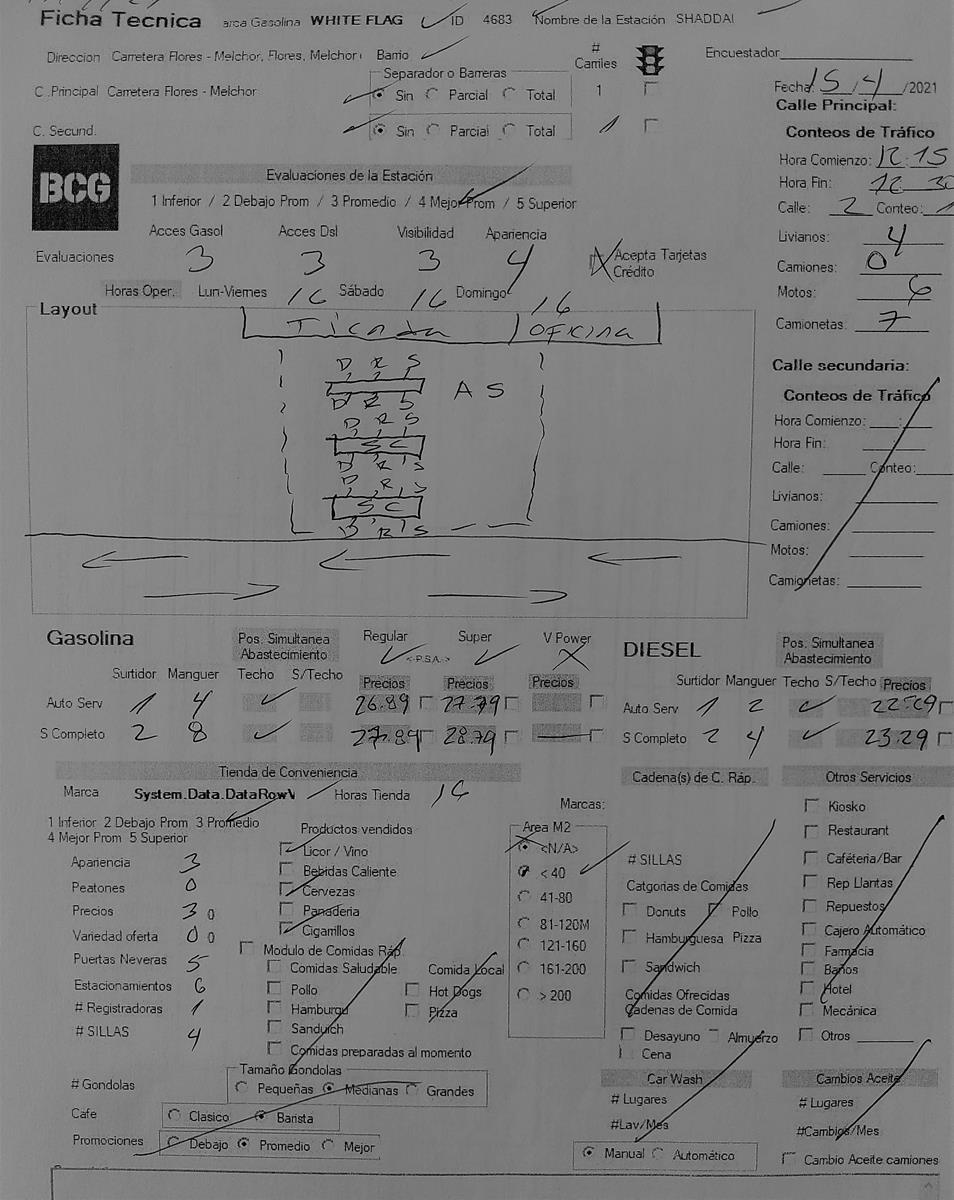 Ficha Tecnica arca Gasolina WHITE FLAG ID 4683 Nombre de la Estación SHADDAI
Direccion Carretera Flores - Melchor, Flores, Melchor Barrio
# Carriles
Encuestador
Separador o Barreras
C .Principal Carretera Flores - Melchor
Sin Parcial Total 1
Fecha: 15/4/2021
C. Secund.
Sin Parcial Total 1
Calle Principal:
Conteos de Tráfico
BCG
Evaluaciones de la Estación
1 Inferior / 2 Debajo Prom / 3 Promedio / 4 Mejor Prom / 5 Superior
Hora Comienzo: 12:15
Hora Fin: 12 30
Calle: 2 Conteo: 1
Acces Gasol Acces Dsl Visibilidad Apariencia
Evaluaciones 3 3 3 4
Acepta Tarjetas
Crédito
Livianos: 4
Camiones: 0
Motos: 6
Camionetas: 7
Horas Oper. Lun-Viernes 16 Sábado 16 Domingo 16
Layout
Tienda OFICINA
D R S
A S
D R S
D R S
SC
D R S
D R S
SC
D R S
Calle secundaria:
Conteos de Tráfico
Hora Comienzo: :
Hora Fin:
Calle: Conteo:
Livianos:
Camiones:
Motos:
Camionetas:
Gasolina
Pos. Simultanea
Abastecimiento
Regular Super V Power
<-P.S.A.->
Surtidor Manguer Techo S/Techo Precios Precios Precios
Auto Serv 1 4 26.89 27.79
S Completo 2 8 27.89 28.79
DIESEL
Pos. Simultanea
Abastecimiento
Surtidor Manguer Techo S/Techo Precios
Auto Serv 1 2 22.29
S Completo 2 4 23.29
Tienda de Conveniencia
Marca System.Data.DataRowV Horas Tienda 16
1 Inferior 2 Debajo Prom 3 Promedio
4 Mejor Prom 5 Superior
Apariencia 3
Peatones 0
Precios 3 0
Variedad oferta 0 0
Puertas Neveras 5
Estacionamientos 6
# Registradoras 1
# SILLAS 4
Productos vendidos
Licor / Vino
Bebidas Caliente
Cervezas
Panaderia
Cigarrillos
Modulo de Comidas Ráp.
Comidas Saludable Comida Local
Pollo Hot Dogs
Hamburgu Pizza
Sanduich
Comidas preparadas al momento
Marcas:
Area M2
<N/A>
< 40
41-80
81-120M
121-160
161-200
> 200
# Gondolas
Tamaño Gondolas
Pequeñas Medianas Grandes
Cafe Clasico Barista
Promociones Debajo Promedio Mejor
Cadena(s) de C. Ráp.
# SILLAS
Catgorias de Comidas
Donuts Pollo
Hamburguesa Pizza
Sandwich
Comidas Ofrecidas
Cadenas de Comida
Desayuno Almuerzo
Cena
Car Wash
# Lugares
#Lav/Mes
Manual Automático
Otros Servicios
Kiosko
Restaurant
Caféteria/Bar
Rep Llantas
Repuestos
Cajero Automático
Farmacia
Baños
Hotel
Mecánica
Otros
Cambios Aceite
# Lugares
#Cambios/Mes
Cambio Aceite camiones